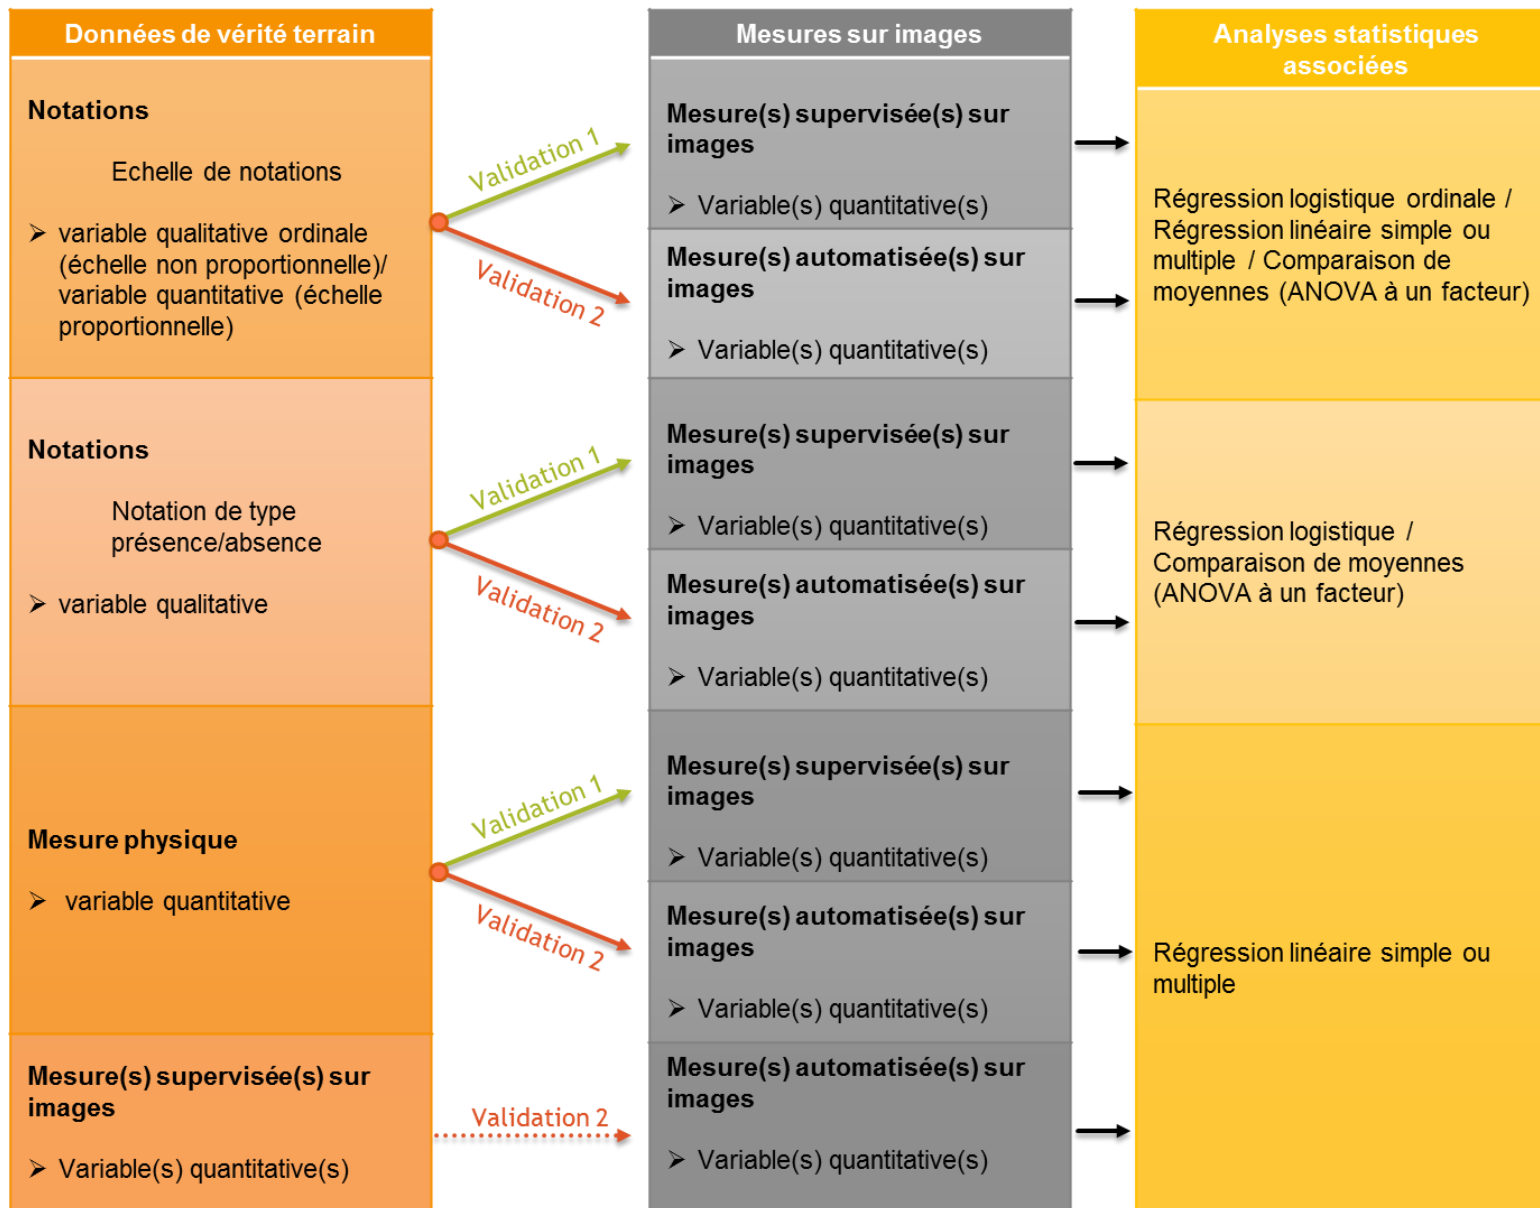 Données de vérité terrain
Mesures sur images
Analyses statistiques
associées
Notations
Echelle de notations
➢ variable qualitative ordinale
(échelle non proportionnelle)/
variable quantitative (échelle
proportionnelle)
Validation 1
Validation 2
Mesure(s) supervisée(s) sur
images
➢ Variable(s) quantitative(s)
Mesure(s) automatisée(s) sur
images
➢ Variable(s) quantitative(s)
Régression logistique ordinale /
Régression linéaire simple ou
multiple / Comparaison de
moyennes (ANOVA à un facteur)
Notations
Notation de type
présence/absence
➢ variable qualitative
Validation 1
Validation 2
Mesure(s) supervisée(s) sur
images
➢ Variable(s) quantitative(s)
Mesure(s) automatisée(s) sur
images
➢ Variable(s) quantitative(s)
Régression logistique /
Comparaison de moyennes
(ANOVA à un facteur)
Mesure physique
➢ variable quantitative
Validation 1
Validation 2
Mesure(s) supervisée(s) sur
images
➢ Variable(s) quantitative(s)
Mesure(s) automatisée(s) sur
images
➢ Variable(s) quantitative(s)
Régression linéaire simple ou
multiple
Mesure(s) supervisée(s) sur
images
➢ Variable(s) quantitative(s)
Validation 2
Mesure(s) automatisée(s) sur
images
➢ Variable(s) quantitative(s)